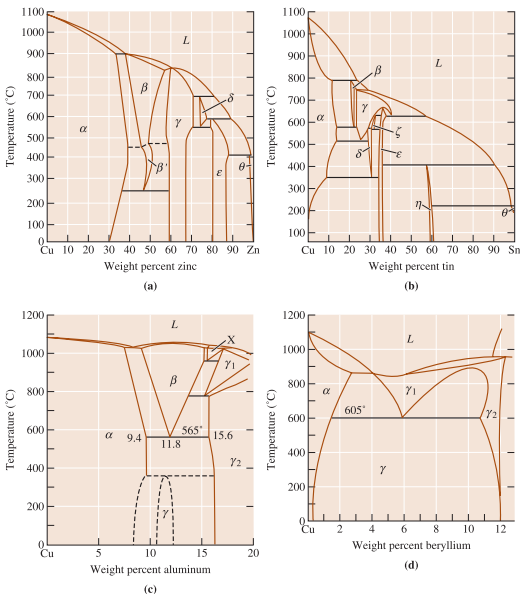 1100
1000
900
800
700
600
500
400
300
200
100
0
Temperature (°C)
L
α
β
γ
δ
β'
ε
θ
Cu 10 20 30 40 50 60 70 80 90 Zn
Weight percent zinc
(a)
1100
1000
900
800
700
600
500
400
300
200
100
Temperature (°C)
L
β
γ
α
ζ
δ
ε
η
θ
0
Cu 10 20 30 40 50 60 70 80 90 Sn
Weight percent tin
(b)
1200
1000
800
600
400
200
0
Temperature (°C)
L
X
γ1
β
α
565°
9.4
11.8
15.6
γ2
γ
Cu 5 10 15 20
Weight percent aluminum
(c)
1200
1000
800
600
400
200
0
Temperature (°C)
L
α
γ1
605°
γ2
γ
Cu 2 4 6 8 10 12
Weight percent beryllium
(d)